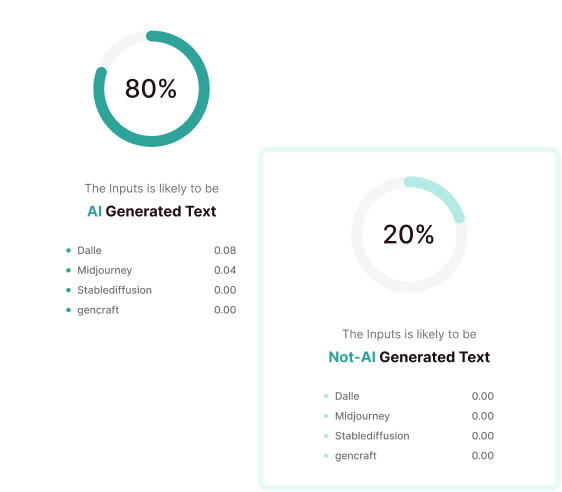 80%
The Inputs is likely to be
AI Generated Text
Dalle 0.08
Midjourney 0.04
Stablediffusion 0.00
gencraft 0.00
20%
The Inputs is likely to be
Not-AI Generated Text
Dalle 0.00
Midjourney 0.00
Stablediffusion 0.00
gencraft 0.00